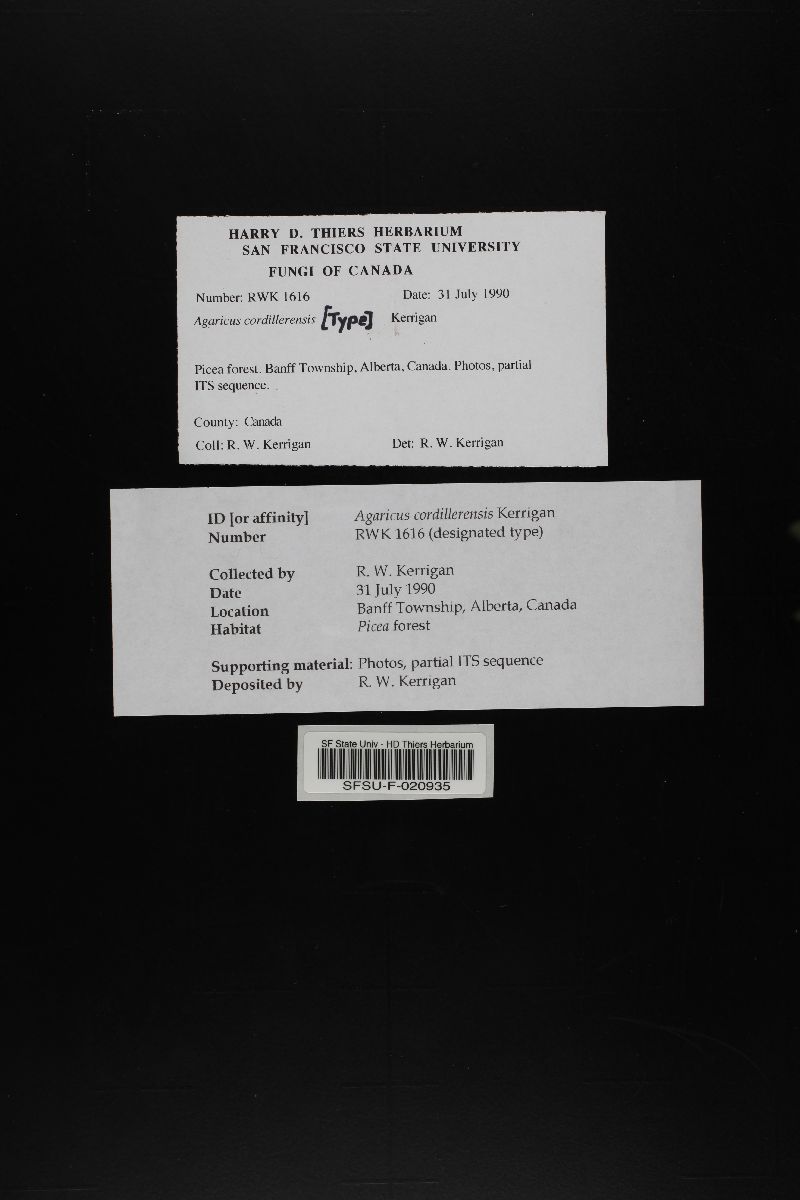 HARRY D. THIERS HERBARIUM
SAN FRANCISCO STATE UNIVERSITY
FUNGI OF CANADA
Number: RWK 1616 Date: 31 July 1990
Agaricus cordillerensis [Type] Kerrigan
Picea forest. Banff Township, Alberta, Canada. Photos, partial
ITS sequence.
County: Canada
Coll: R. W. Kerrigan Det: R. W. Kerrigan
ID [or affinity] Agaricus cordillerensis Kerrigan
Number RWK 1616 (designated type)
Collected by R. W. Kerrigan
Date 31 July 1990
Location Banff Township, Alberta, Canada
Habitat Picea forest
Supporting material: Photos, partial ITS sequence
Deposited by R. W. Kerrigan
SF State Univ - HD Thiers Herbarium
SFSU-F-020935